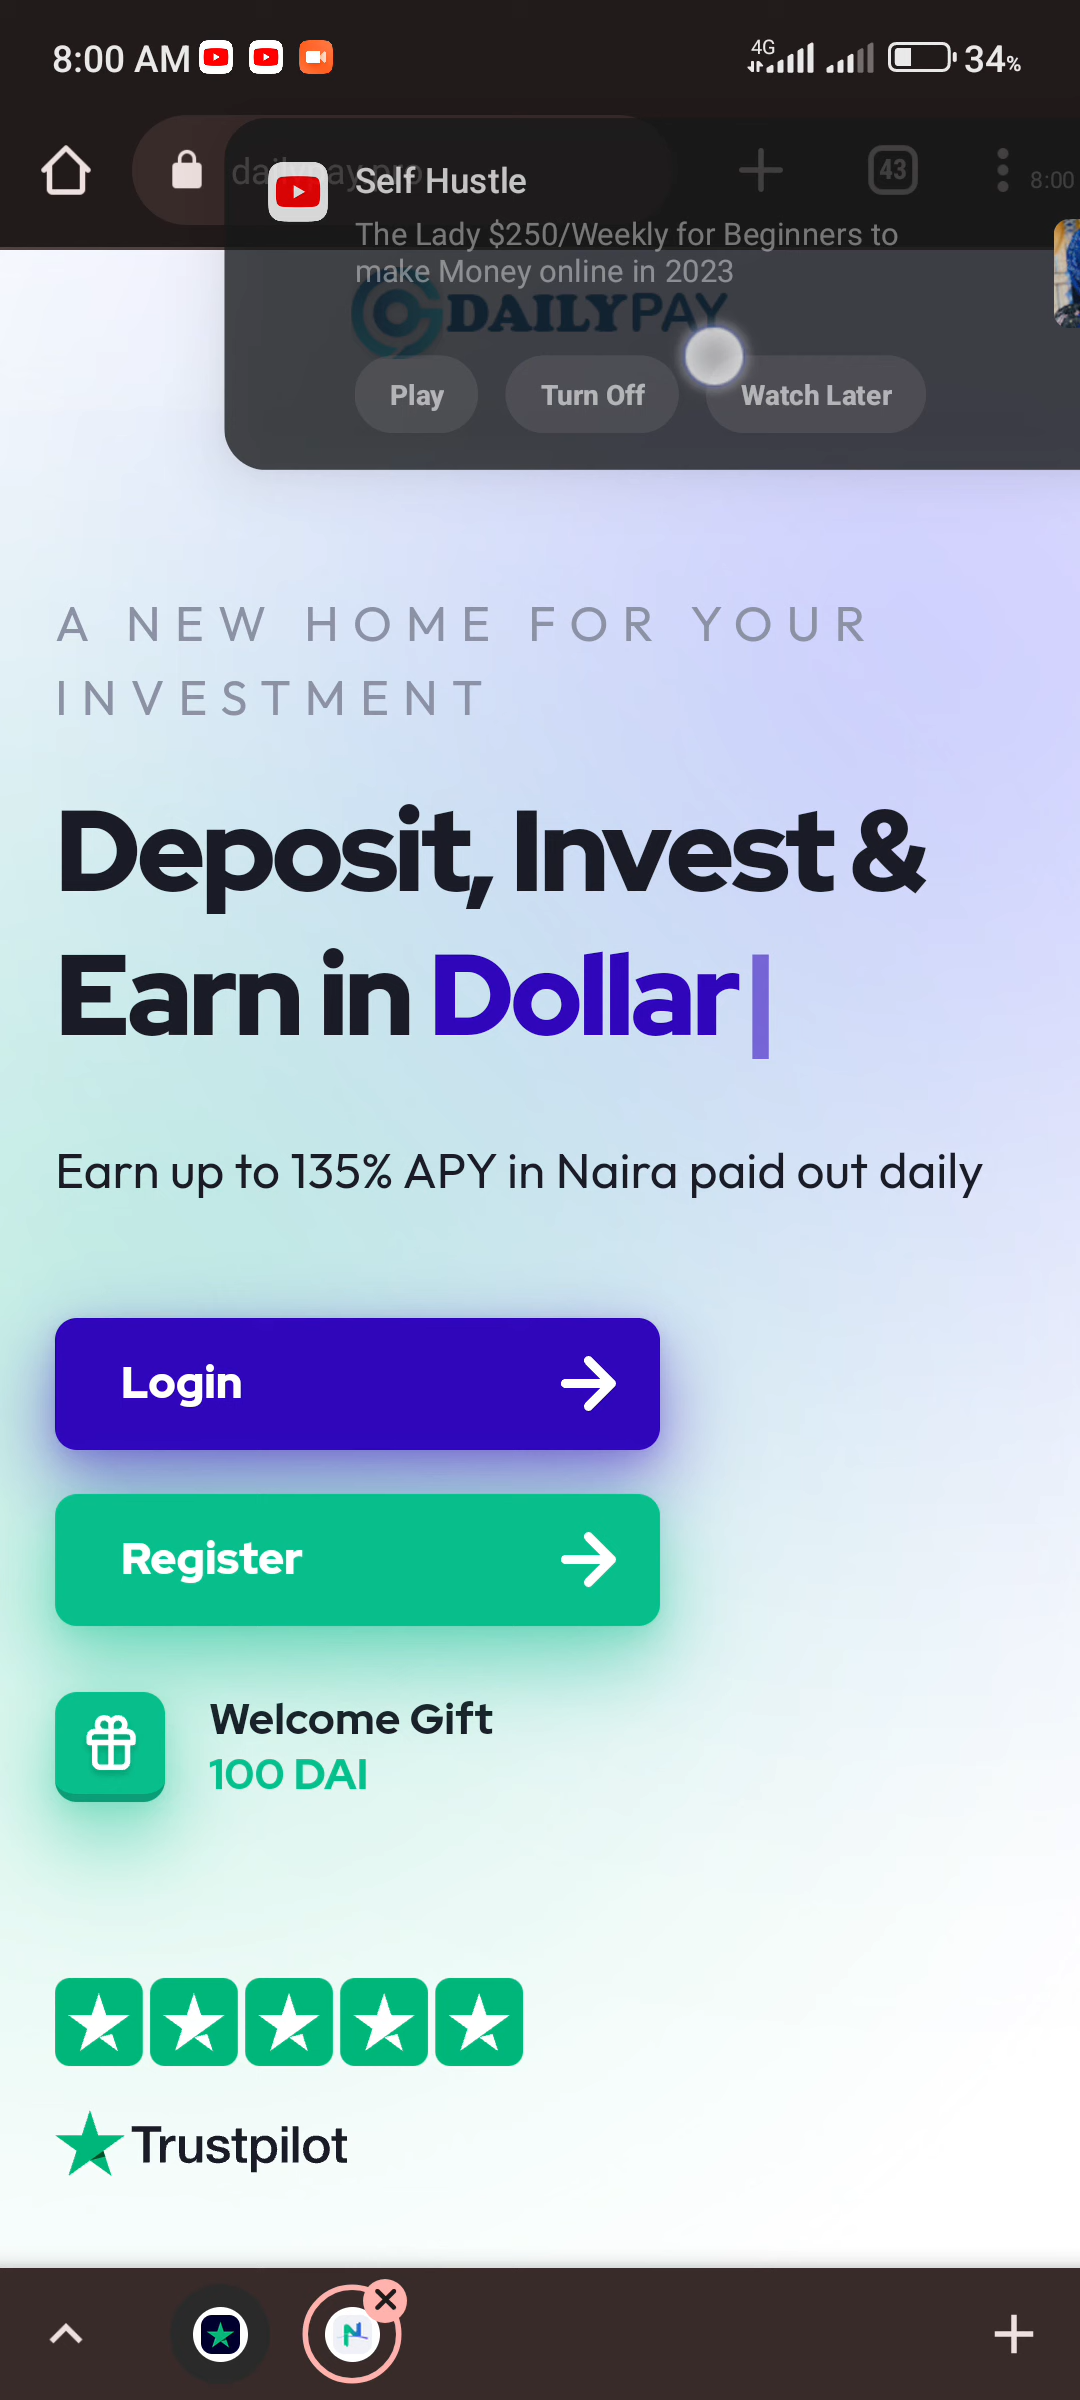 8:00 AM
4G
34%
dailypay.pro
43
8:00
Self Hustle
The Lady $250/Weekly for Beginners to
make Money online in 2023
DAILYPAY
Play
Turn Off
Watch Later
A NEW HOME FOR YOUR
INVESTMENT
Deposit, Invest &
Earn in Dollar
Earn up to 135% APY in Naira paid out daily
Login
Register
Welcome Gift
100 DAI
Trustpilot